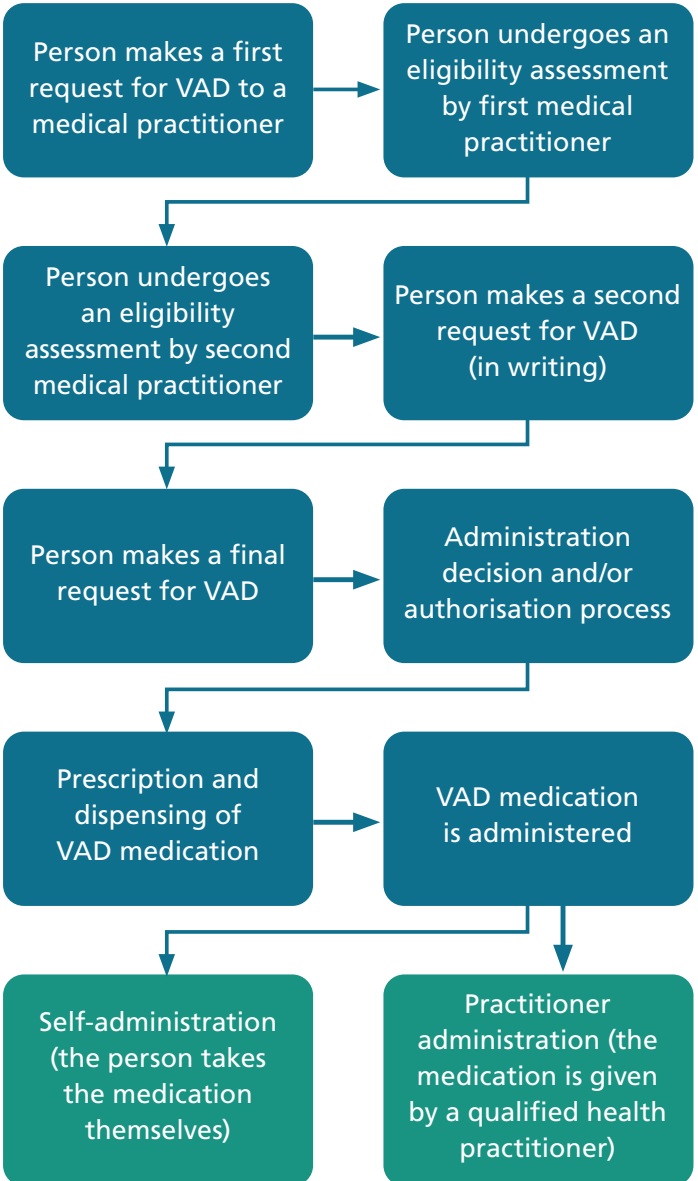 Person makes a first
request for VAD to a
medical practitioner
Person undergoes an
eligibility assessment
by first medical
practitioner
Person undergoes
an eligibility
assessment by second
medical practitioner
Person makes a second
request for VAD
(in writing)
Person makes a final
request for VAD
Administration
decision and/or
authorisation process
Prescription and
dispensing of
VAD medication
VAD medication
is administered
Self-administration
(the person takes
the medication
themselves)
Practitioner
administration (the
medication is given
by a qualified health
practitioner)